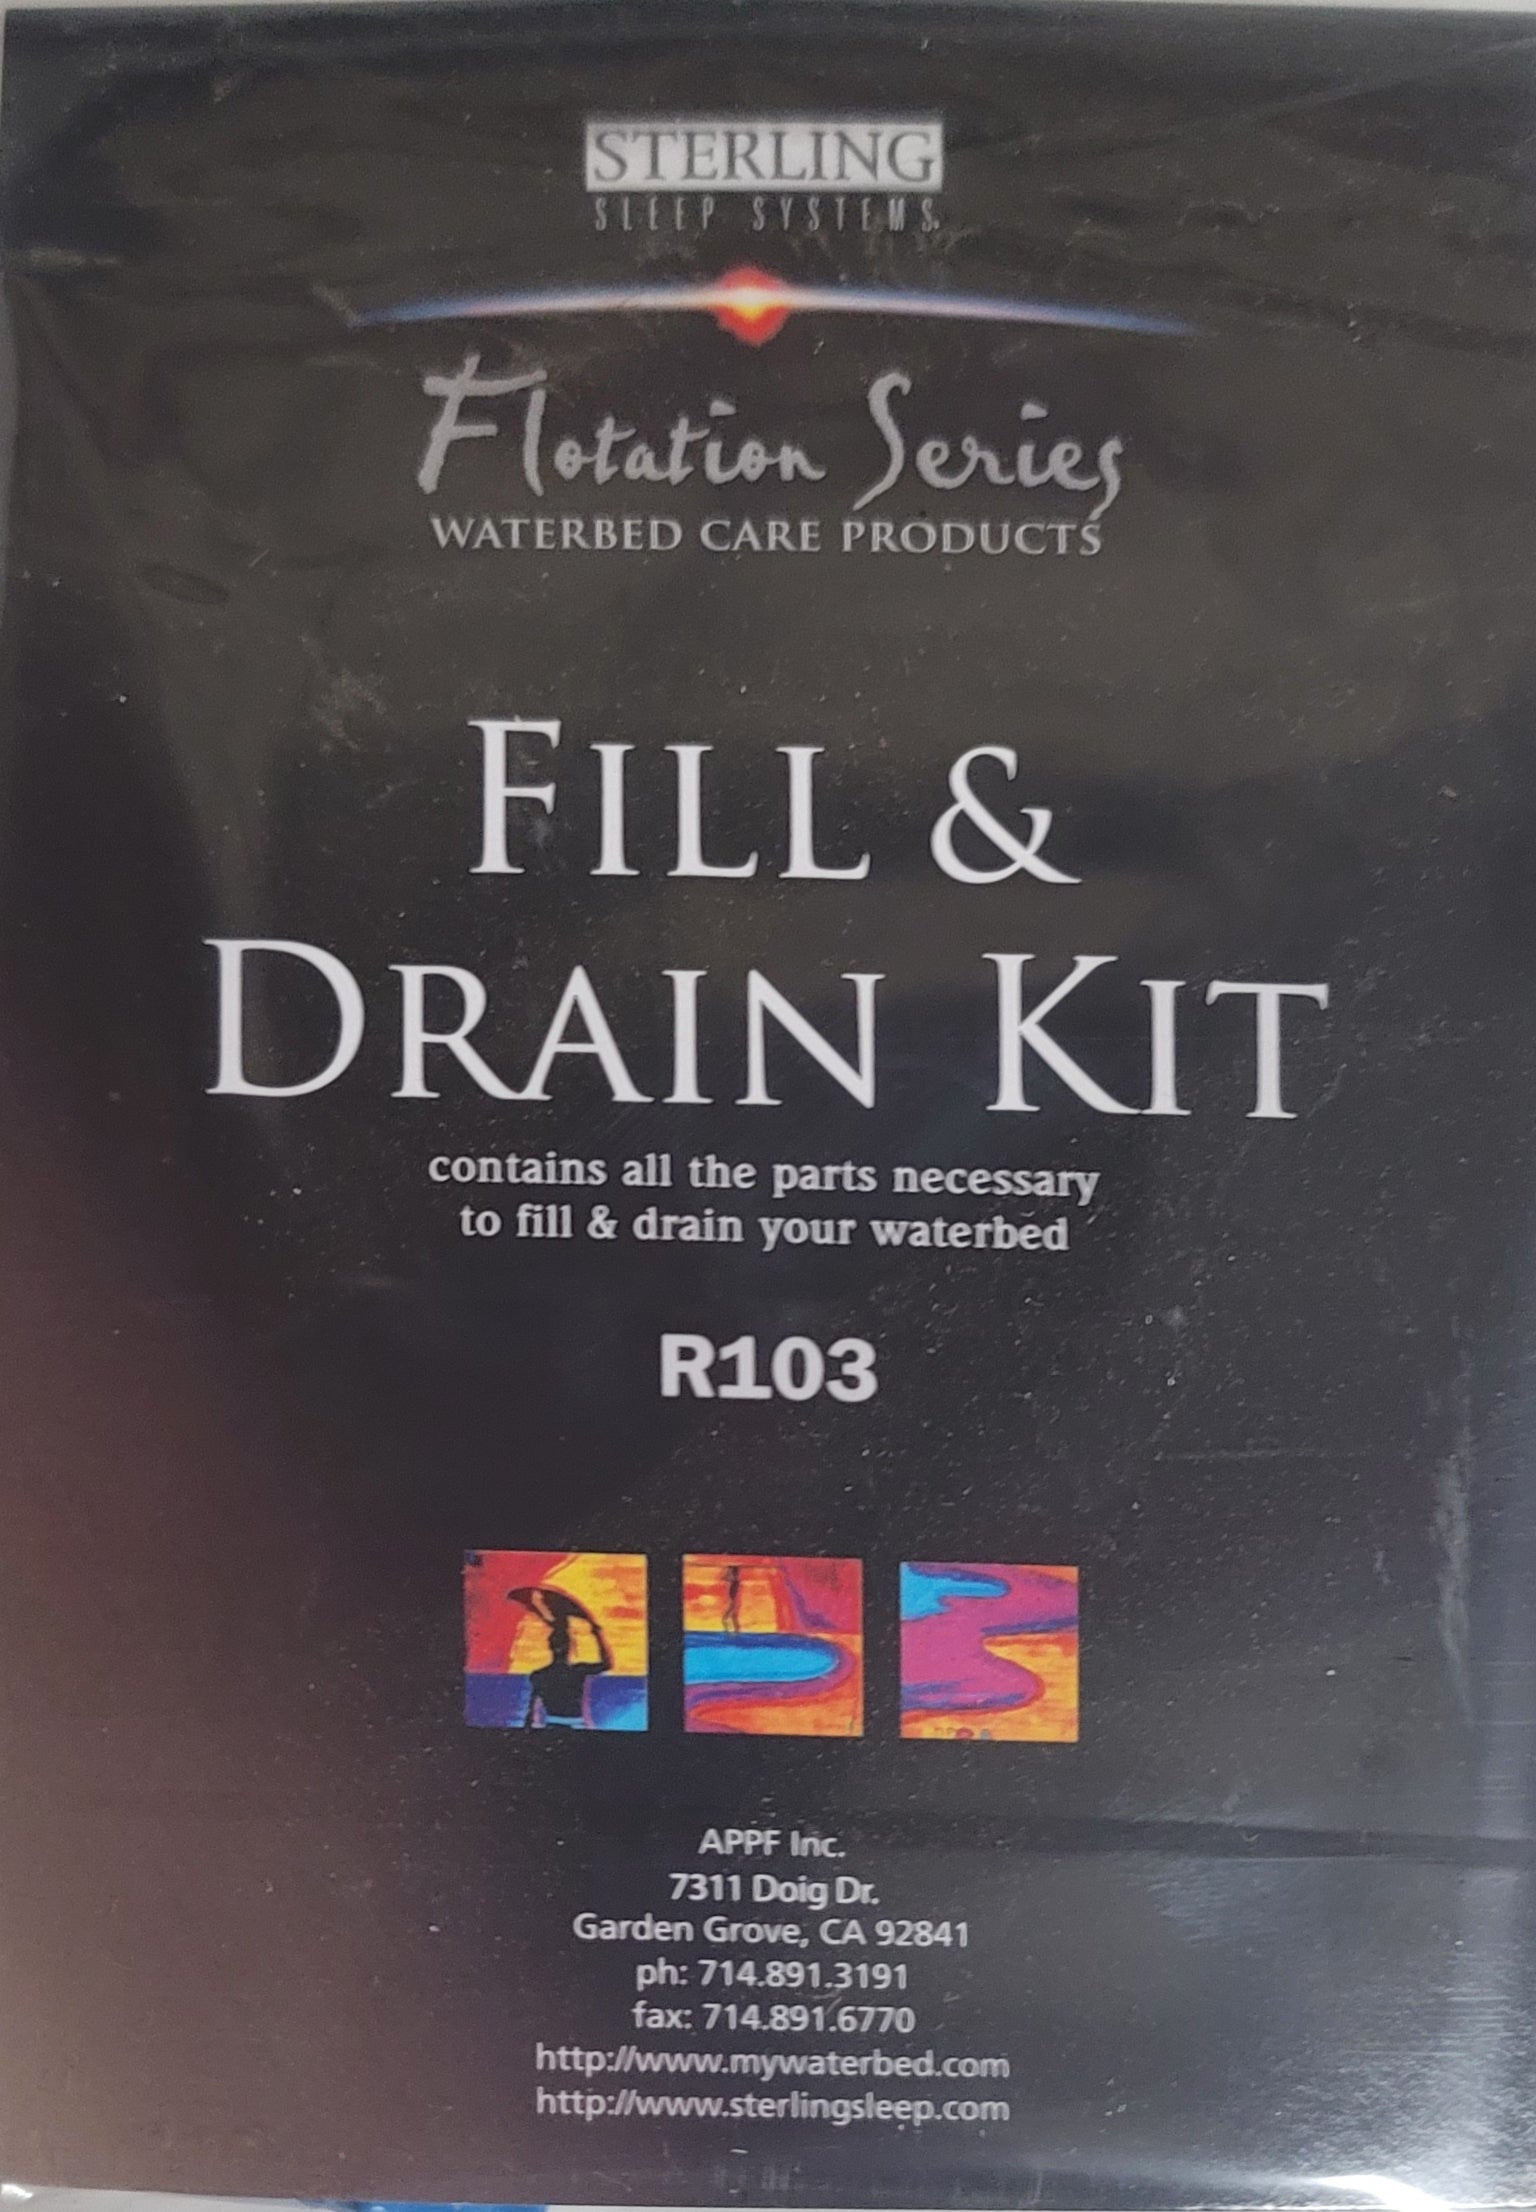 STERLING
SLEEP SYSTEMS®
Flotation Series
WATERBED CARE PRODUCTS
FILL &
DRAIN KIT
contains all the parts necessary
to fill & drain your waterbed
R103
APPF Inc.
7311 Doig Dr.
Garden Grove, CA 92841
ph: 714.891.3191
fax: 714.891.6770
http://www.mywaterbed.com
http://www.sterlingsleep.com